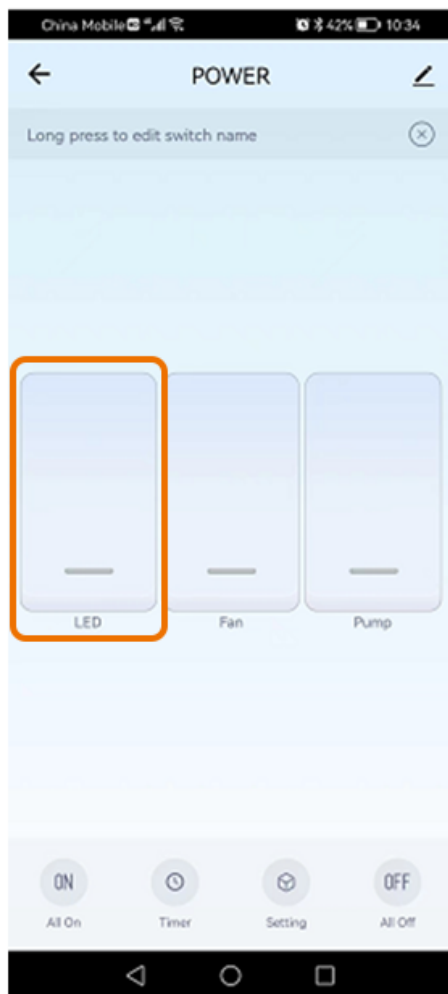 China Mobile 42% 10:34
POWER
Long press to edit switch name
LED Fan Pump
ON OFF
All On Timer Setting All Off